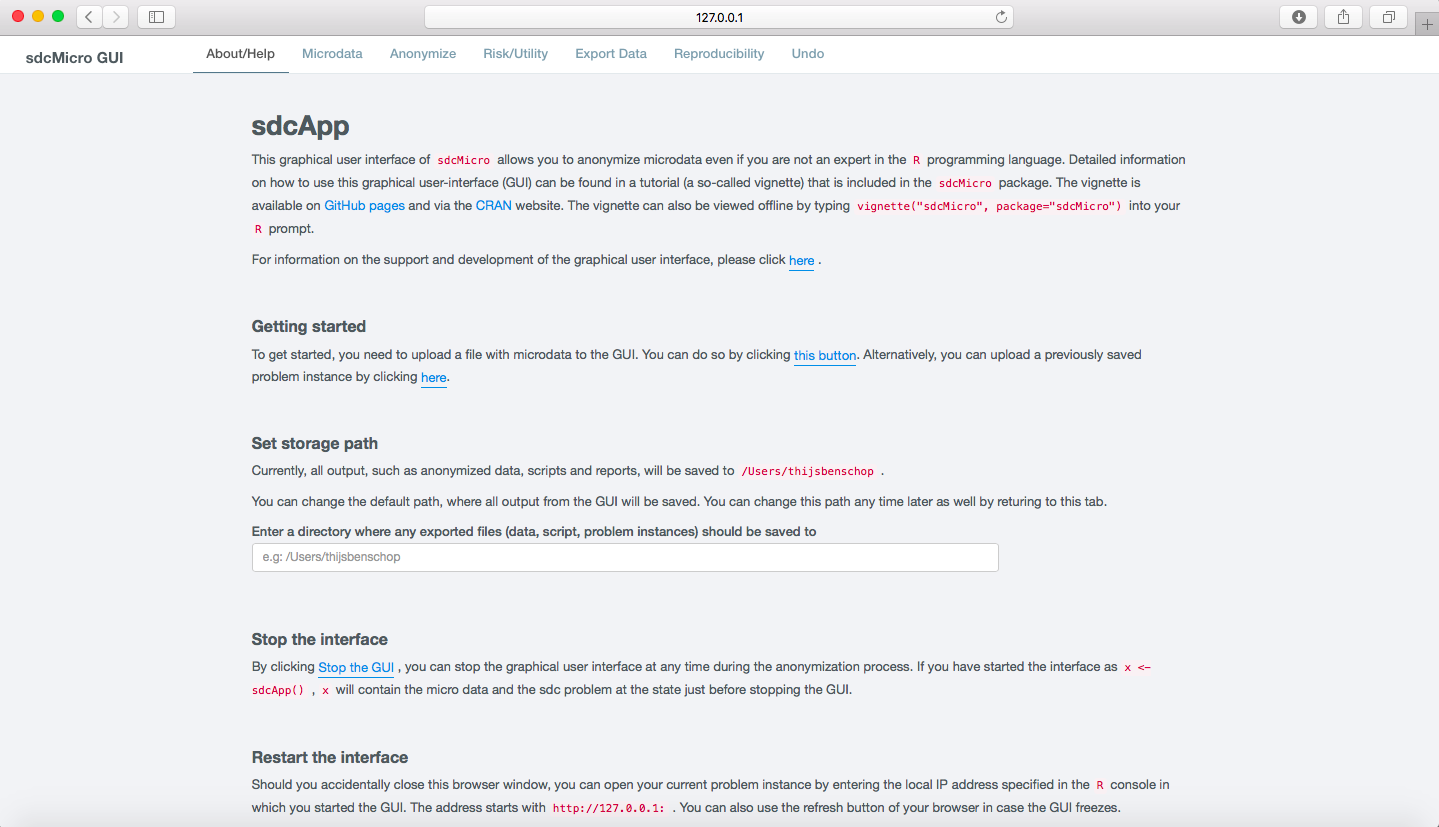 127.0.0.1
sdcMicro GUI
About/Help
Microdata
Anonymize
Risk/Utility
Export Data
Reproducibility
Undo
sdcApp
This graphical user interface of sdcMicro allows you to anonymize microdata even if you are not an expert in the R programming language. Detailed information
on how to use this graphical user-interface (GUI) can be found in a tutorial (a so-called vignette) that is included in the sdcMicro package. The vignette is
available on GitHub pages and via the CRAN website. The vignette can also be viewed offline by typing vignette("sdcMicro", package="sdcMicro") into your
R prompt.
For information on the support and development of the graphical user interface, please click here .
Getting started
To get started, you need to upload a file with microdata to the GUI. You can do so by clicking this button. Alternatively, you can upload a previously saved
problem instance by clicking here.
Set storage path
Currently, all output, such as anonymized data, scripts and reports, will be saved to /Users/thijsbenschop .
You can change the default path, where all output from the GUI will be saved. You can change this path any time later as well by returing to this tab.
Enter a directory where any exported files (data, script, problem instances) should be saved to
e.g: /Users/thijsbenschop
Stop the interface
By clicking Stop the GUI , you can stop the graphical user interface at any time during the anonymization process. If you have started the interface as x <-
sdcApp() , x will contain the micro data and the sdc problem at the state just before stopping the GUI.
Restart the interface
Should you accidentally close this browser window, you can open your current problem instance by entering the local IP address specified in the R console in
which you started the GUI. The address starts with http://127.0.0.1: . You can also use the refresh button of your browser in case the GUI freezes.